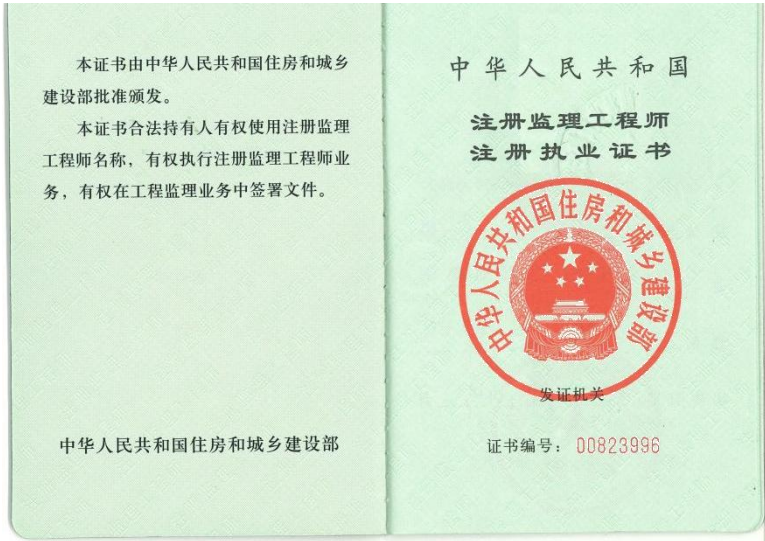 本证书由中华人民共和国住房和城乡
建设部批准颁发。
本证书合法持有人有权使用注册监理
工程师名称，有权执行注册监理工程师业
务，有权在工程监理业务中签署文件。
中华人民共和国住房和城乡建设部
中华人民共和国
注册监理工程师
注册执业证书
中华人民共和国住房和城乡建设部
发证机关
证书编号：00823996